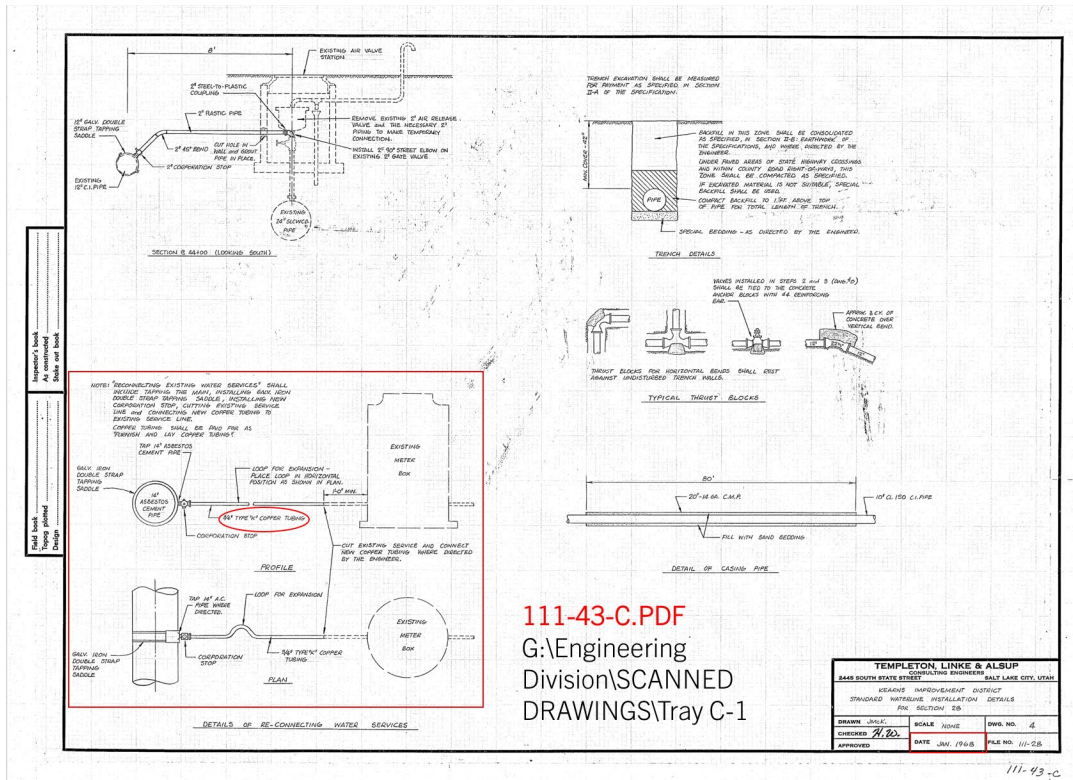 8'
EXISTING AIR VALVE
STATION
2" STEEL-TO-PLASTIC
COUPLING
2" PLASTIC PIPE
12" GALV. DOUBLE
STRAP TAPPING
SADDLE
2" 45° BEND
CUT HOLE IN
WALL AND GROUT
PIPE IN PLACE.
2" CORPORATION STOP
EXISTING
12" C.I. PIPE
REMOVE EXISTING 2" AIR RELEASE
VALVE and THE NECESSARY 2"
PIPING TO MAKE TEMPORARY
CONNECTION.
INSTALL 2" 90° STREET ELBOW ON
EXISTING 2" GATE VALVE
EXISTING
PIPE
SECTION @ 44+00 (LOOKING SOUTH)
TRENCH EXCAVATION SHALL BE MEASURED
FOR PAYMENT AS SPECIFIED IN SECTION
II-A OF THE SPECIFICATION.
MIN. COVER - 42"
BACKFILL IN THIS ZONE SHALL BE CONSOLIDATED
AS SPECIFIED, IN SECTION II-B: EARTHWORK OF
THE SPECIFICATIONS, AND WHERE DIRECTED BY THE
ENGINEER.
UNDER PAVED AREAS OF STATE HIGHWAY CROSSINGS
AND WITHIN COUNTY ROAD RIGHT-OF-WAYS, THIS
ZONE SHALL BE COMPACTED AS SPECIFIED.
IF EXCAVATED MATERIAL IS NOT SUITABLE, SPECIAL
BACKFILL SHALL BE USED.
COMPACT BACKFILL TO 1.0 FT. ABOVE TOP
OF PIPE FOR TOTAL LENGTH OF TRENCH.
PIPE
SPECIAL BEDDING - AS DIRECTED BY THE ENGINEER.
TRENCH DETAILS
VALVES INSTALLED IN STEPS 2 and 3
SHALL BE TIED TO THE CONCRETE
ANCHOR BLOCKS WITH #4 REINFORCING
BAR.
CONCRETE OVER
VERTICAL BEND.
THRUST BLOCKS FOR HORIZONTAL BENDS SHALL REST
AGAINST UNDISTURBED TRENCH WALLS.
TYPICAL THRUST BLOCKS
Inspector's book
As constructed
Stake out book
Field book
Topog plotted
Design
NOTE: "RECONNECTING EXISTING WATER SERVICES" SHALL
INCLUDE TAPPING THE MAIN, INSTALLING GALV. IRON
DOUBLE STRAP TAPPING SADDLE, INSTALLING NEW
CORPORATION STOP, CUTTING EXISTING SERVICE
LINE and CONNECTING NEW COPPER TUBING TO
EXISTING SERVICE LINE.
COPPER TUBING SHALL BE PAID FOR AS
"FURNISH AND LAY COPPER TUBING".
TAP 14" ASBESTOS
CEMENT PIPE
GALV. IRON
DOUBLE STRAP
TAPPING
SADDLE
LOOP FOR EXPANSION -
PLACE LOOP IN HORIZONTAL
POSITION AS SHOWN IN PLAN.
1'-0" MIN.
14"
ASBESTOS
CEMENT
PIPE
3/4" TYPE "K" COPPER TUBING
CORPORATION STOP
EXISTING
METER
BOX
CUT EXISTING SERVICE AND CONNECT
NEW COPPER TUBING WHERE DIRECTED
BY THE ENGINEER.
PROFILE
TAP 14" A.C.
PIPE WHERE
DIRECTED.
LOOP FOR EXPANSION
EXISTING
METER
BOX
GALV. IRON
DOUBLE STRAP
TAPPING
SADDLE
CORPORATION
STOP
3/4" TYPE "K" COPPER
TUBING
PLAN
DETAILS OF RE-CONNECTING WATER SERVICES
80'
20"-14 GA. C.M.P.
10" CL. 150 C.I. PIPE
FILL WITH SAND BEDDING
DETAIL OF CASING PIPE
111-43-C.PDF
G:\Engineering
Division\SCANNED
DRAWINGS\Tray C-1
TEMPLETON, LINKE & ALSUP
CONSULTING ENGINEERS
2445 SOUTH STATE STREET SALT LAKE CITY, UTAH
KEARNS IMPROVEMENT DISTRICT
STANDARD WATERLINE INSTALLATION DETAILS
FOR SECTION 28
DRAWN JMcK. SCALE NONE DWG. NO. 4
CHECKED H.W.
APPROVED DATE JAN. 1968 FILE NO. 111-28
111-43-C